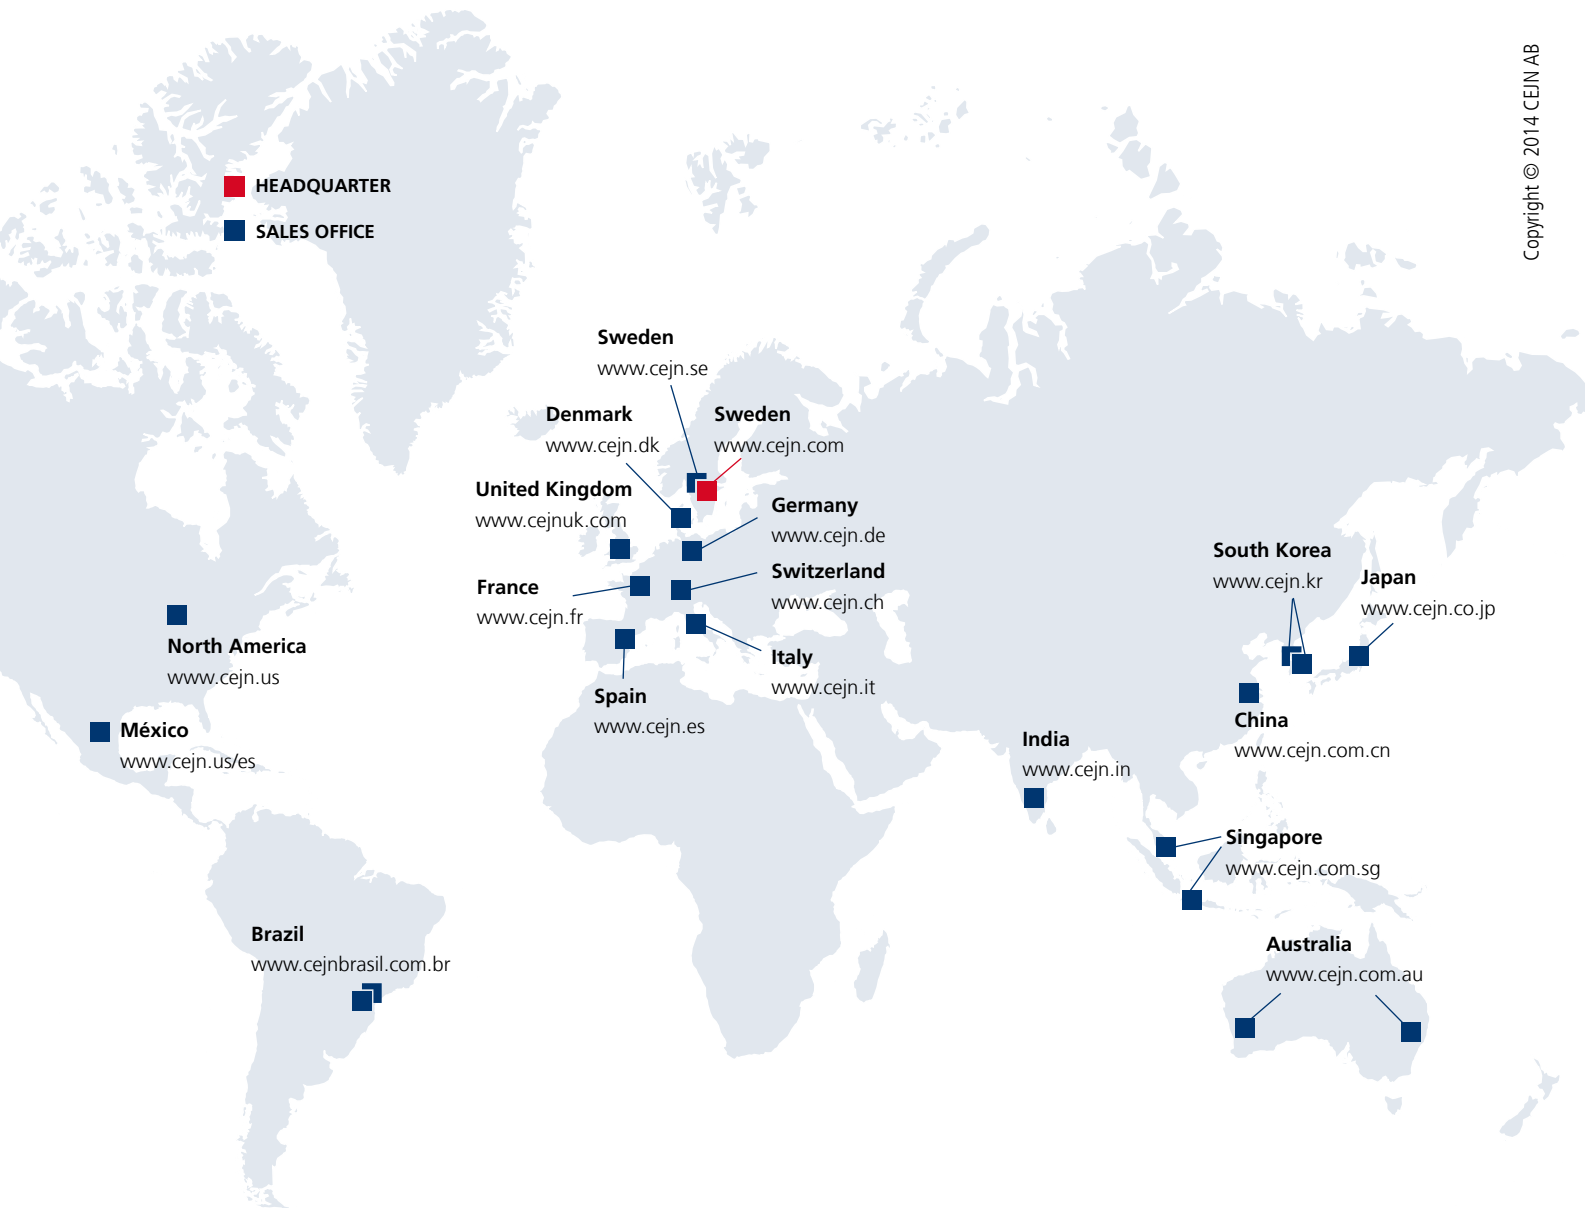 Copyright © 2014 CEJN AB
HEADQUARTER
SALES OFFICE
Sweden
www.cejn.se
Denmark
www.cejn.dk
Sweden
www.cejn.com
United Kingdom
www.cejnuk.com
Germany
www.cejn.de
France
www.cejn.fr
Switzerland
www.cejn.ch
Italy
www.cejn.it
Spain
www.cejn.es
South Korea
www.cejn.kr
Japan
www.cejn.co.jp
North America
www.cejn.us
México
www.cejn.us/es
China
www.cejn.com.cn
India
www.cejn.in
Singapore
www.cejn.com.sg
Brazil
www.cejnbrasil.com.br
Australia
www.cejn.com.au